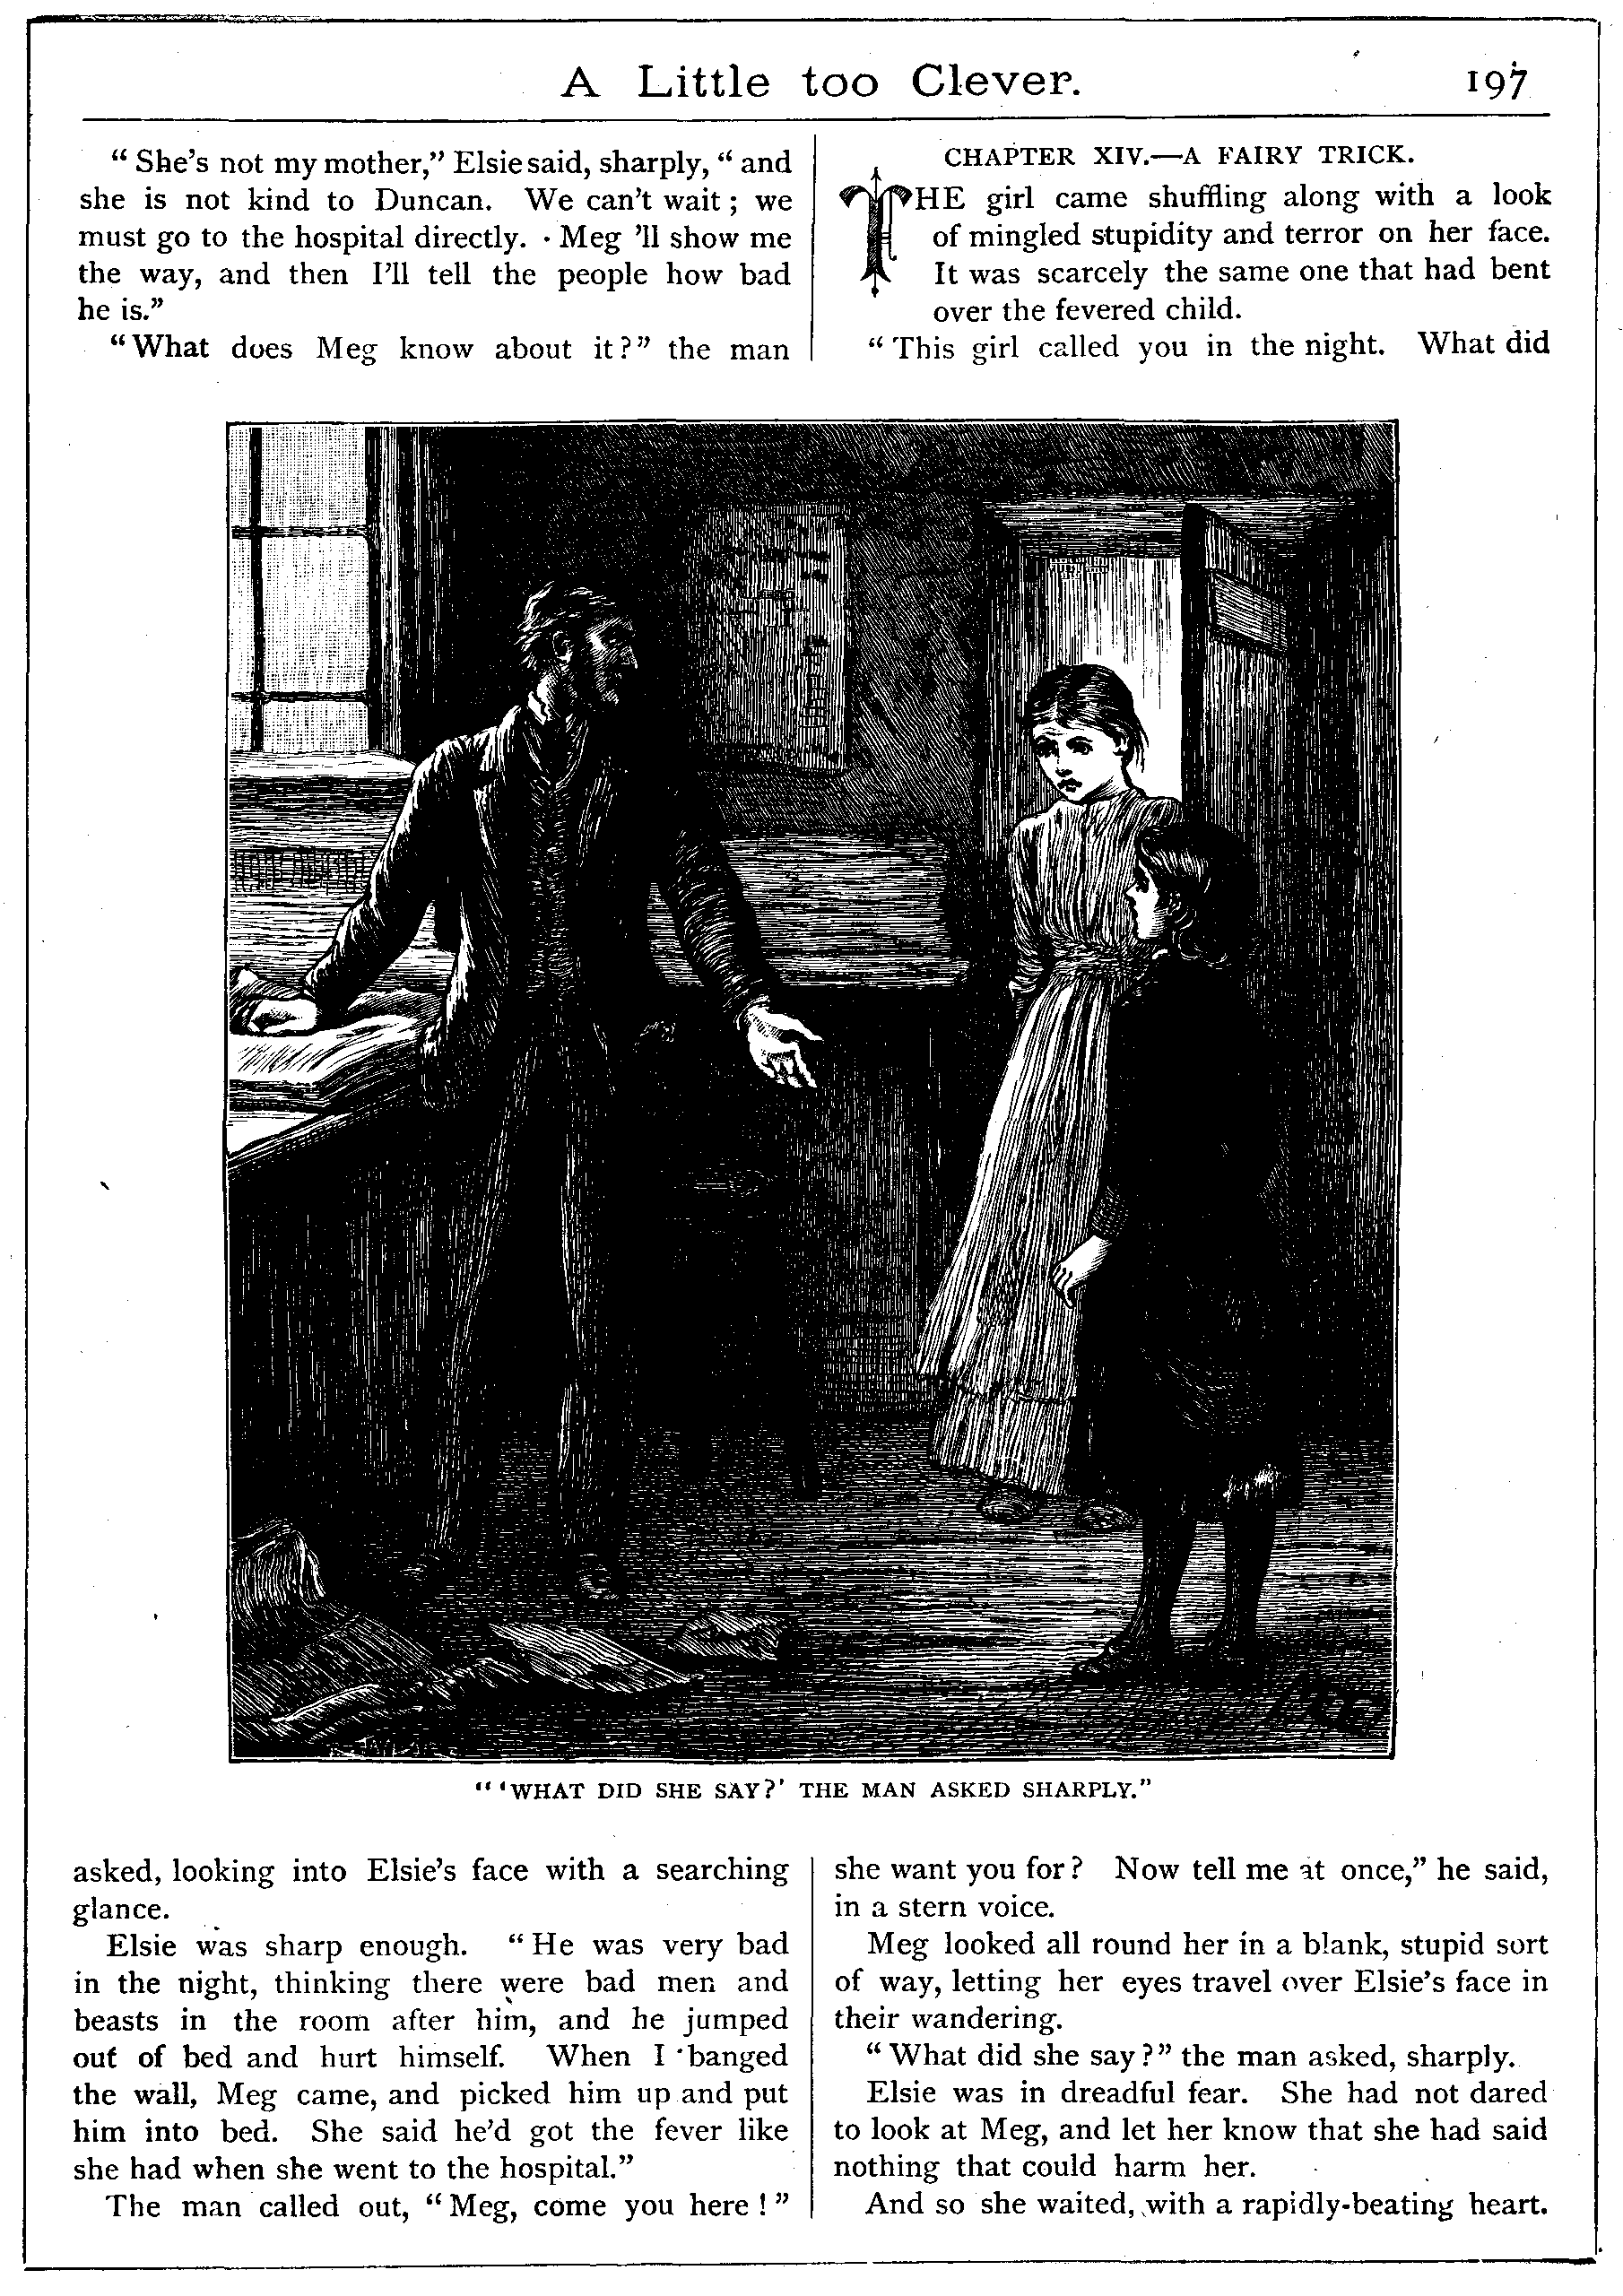 A Little too Clever.
197
“ She’s not my mother,” Elsie said, sharply, “ and
she is not kind to Duncan. We can’t wait ; we
must go to the hospital directly. Meg ’ll show me
the way, and then I’ll tell the people how bad
he is.”
“ What does Meg know about it ? ” the man
asked, looking into Elsie’s face with a searching
glance.
Elsie was sharp enough. “ He was very bad
in the night, thinking there were bad men and
beasts in the room after him, and he jumped
out of bed and hurt himself. When I banged
the wall, Meg came, and picked him up and put
him into bed. She said he’d got the fever like
she had when she went to the hospital.”
The man called out, “ Meg, come you here ! ”
CHAPTER XIV.—A FAIRY TRICK.
THE girl came shuffling along with a look
of mingled stupidity and terror on her face.
It was scarcely the same one that had bent
over the fevered child.
“ This girl called you in the night. What did
she want you for ? Now tell me at once,” he said,
in a stern voice.
Meg looked all round her in a blank, stupid sort
of way, letting her eyes travel over Elsie’s face in
their wandering.
“ What did she say ? ” the man asked, sharply.
Elsie was in dreadful fear. She had not dared
to look at Meg, and let her know that she had said
nothing that could harm her.
And so she waited, with a rapidly-beating heart.
“ ‘WHAT DID SHE SAY?’ THE MAN ASKED SHARPLY.”